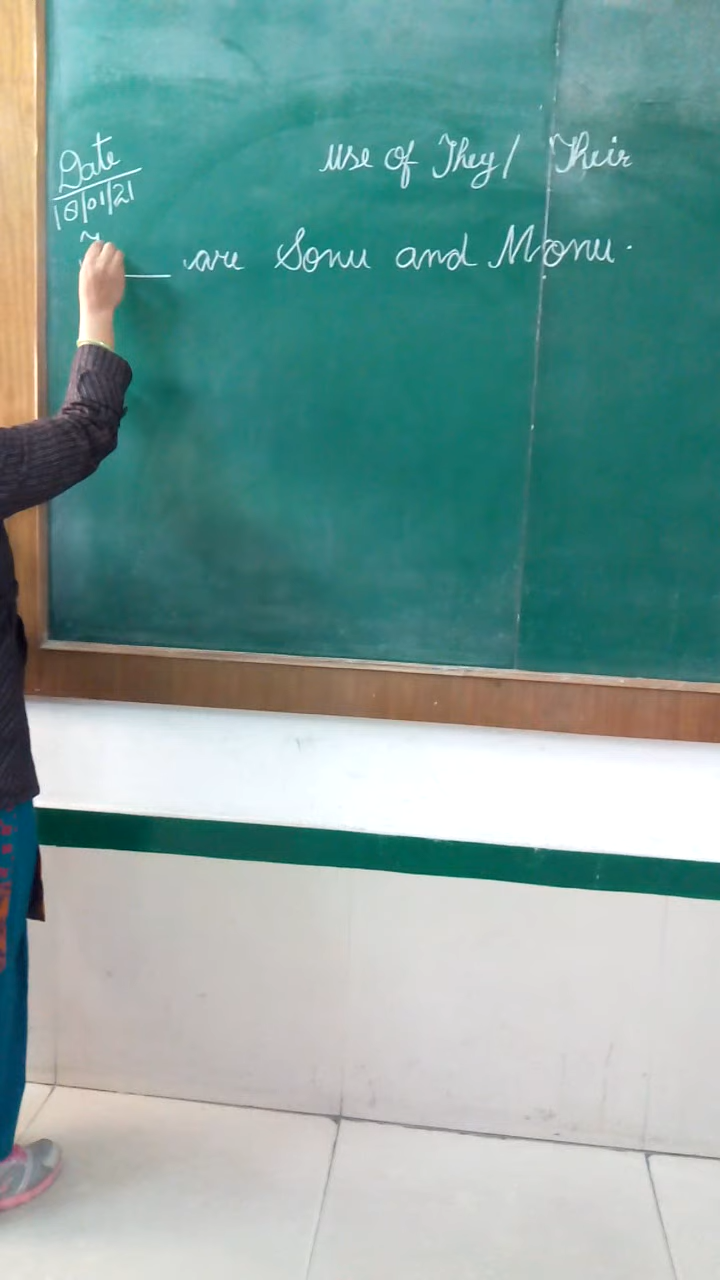 Date
Use of They/ Their
18/01/21
___ are Sonu and Monu.